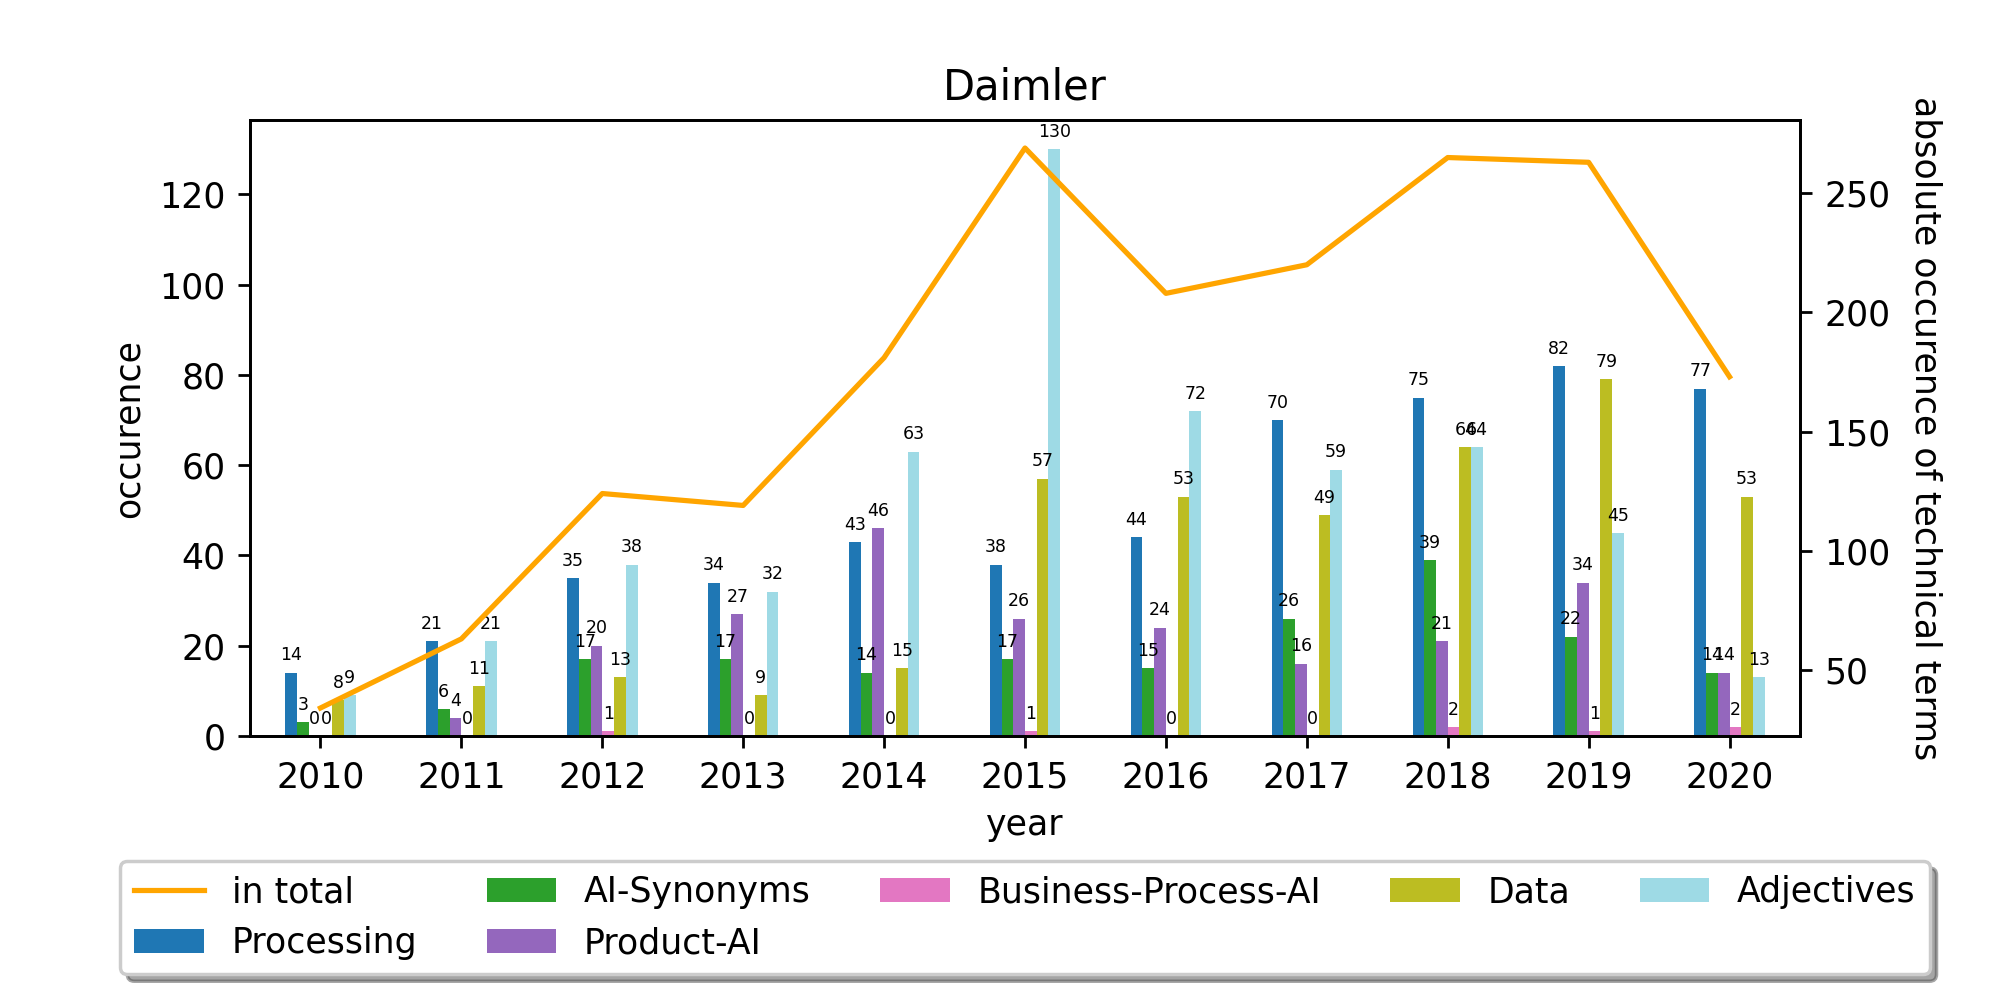 Daimler
absolute occurence of technical terms
occurence
120
100
80
60
40
20
0
250
200
150
100
50
14 3 0 0 8 9
21 6 4 0 11 21
35 17 20 1 13 38
34 17 27 0 9 32
43 14 46 0 15 63
38 17 26 1 57 130
44 15 24 0 53 72
70 26 16 0 49 59
75 39 21 2 64 64
82 22 34 1 79 45
77 14 14 2 53 13
2010 2011 2012 2013 2014 2015 2016 2017 2018 2019 2020
year
in total AI-Synonyms Business-Process-AI Data Adjectives
Processing Product-AI